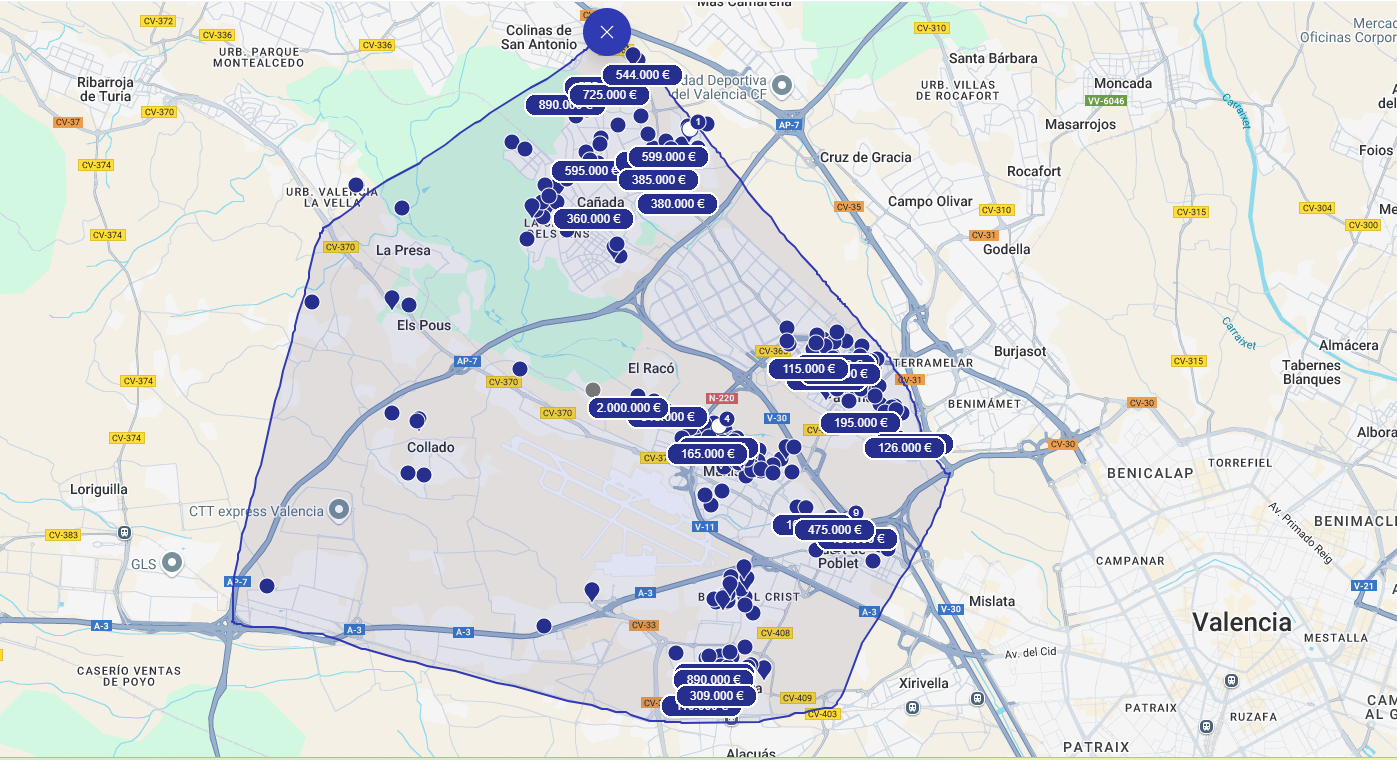 Mas Camarena
CV-372
CV-336
CV-336
URB. PARQUE
MONTEALCEDO
Colinas de
San Antonio
CV-310
Mercad
Oficinas Corpor
Santa Bárbara
Ribarroja
de Turia
CV-370
CV-37
544.000 €
725.000 €
890.000 €
dad Deportiva
del Valencia CF
URB. VILLAS
DE ROCAFORT
Moncada
VV-6046
Carraixet
Masarrojos
AP-7
1
CV-374
Cruz de Gracia
Foios
599.000 €
595.000 €
385.000 €
Rocafort
URB. VALENCIA
LA VELLA
Cañada
380.000 €
360.000 €
CV-35
Campo Olivar
CV-310
CV-315
CV-304
CV-300
CV-374
CV-370
La Presa
CV-31
Godella
Els Pous
Carraixet
Almácera
CV-365
Burjasot
TERRAMELAR
CV-315
Tabernes
Blanques
AP-7
CV-370
El Racó
115.000 €
CV-31
CV-374
N-220
2.000.000 €
CV-370
4
V-30
195.000 €
BENIMÁMET
CV-30
CV-374
Collado
165.000 €
126.000 €
CV-30
Albora
BENICALAP
TORREFIEL
Loriguilla
CTT express Valencia
CV-383
V-11
9
475.000 €
Poblet
Av. Primado Reig
BENIMACLE
GLS
CAMPANAR
AP-7
A-3
V-21
A-3
A-3
A-3
CRIST
A-3
V-30
Mislata
Valencia
CV-33
CV-408
MESTALLA
Av. del Cid
CASERÍO VENTAS
DE POYO
890.000 €
309.000 €
Xirivella
CV-409
CV-403
PATRAIX
RUZAFA
CAM
AL G
Alacuás
PATRAIX